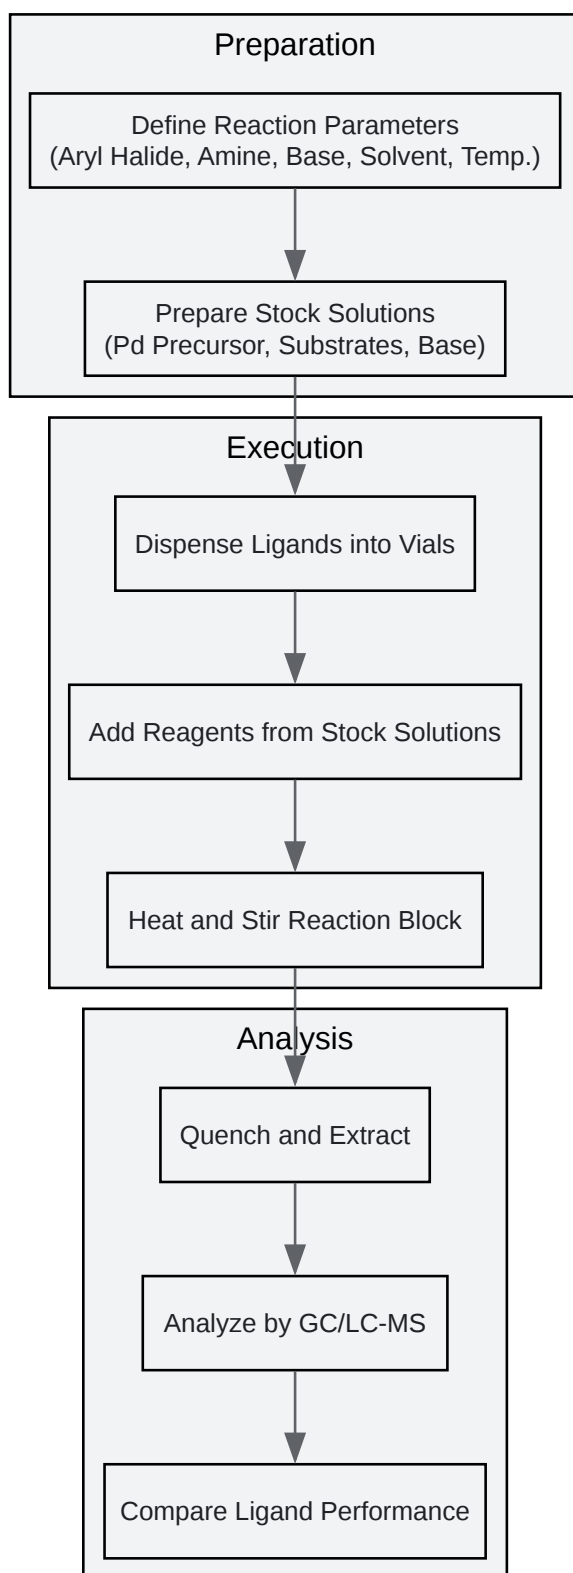 Preparation
Define Reaction Parameters
(Aryl Halide, Amine, Base, Solvent, Temp.)
Prepare Stock Solutions
(Pd Precursor, Substrates, Base)
Execution
Dispense Ligands into Vials
Add Reagents from Stock Solutions
Heat and Stir Reaction Block
Analysis
Quench and Extract
Analyze by GC/LC-MS
Compare Ligand Performance